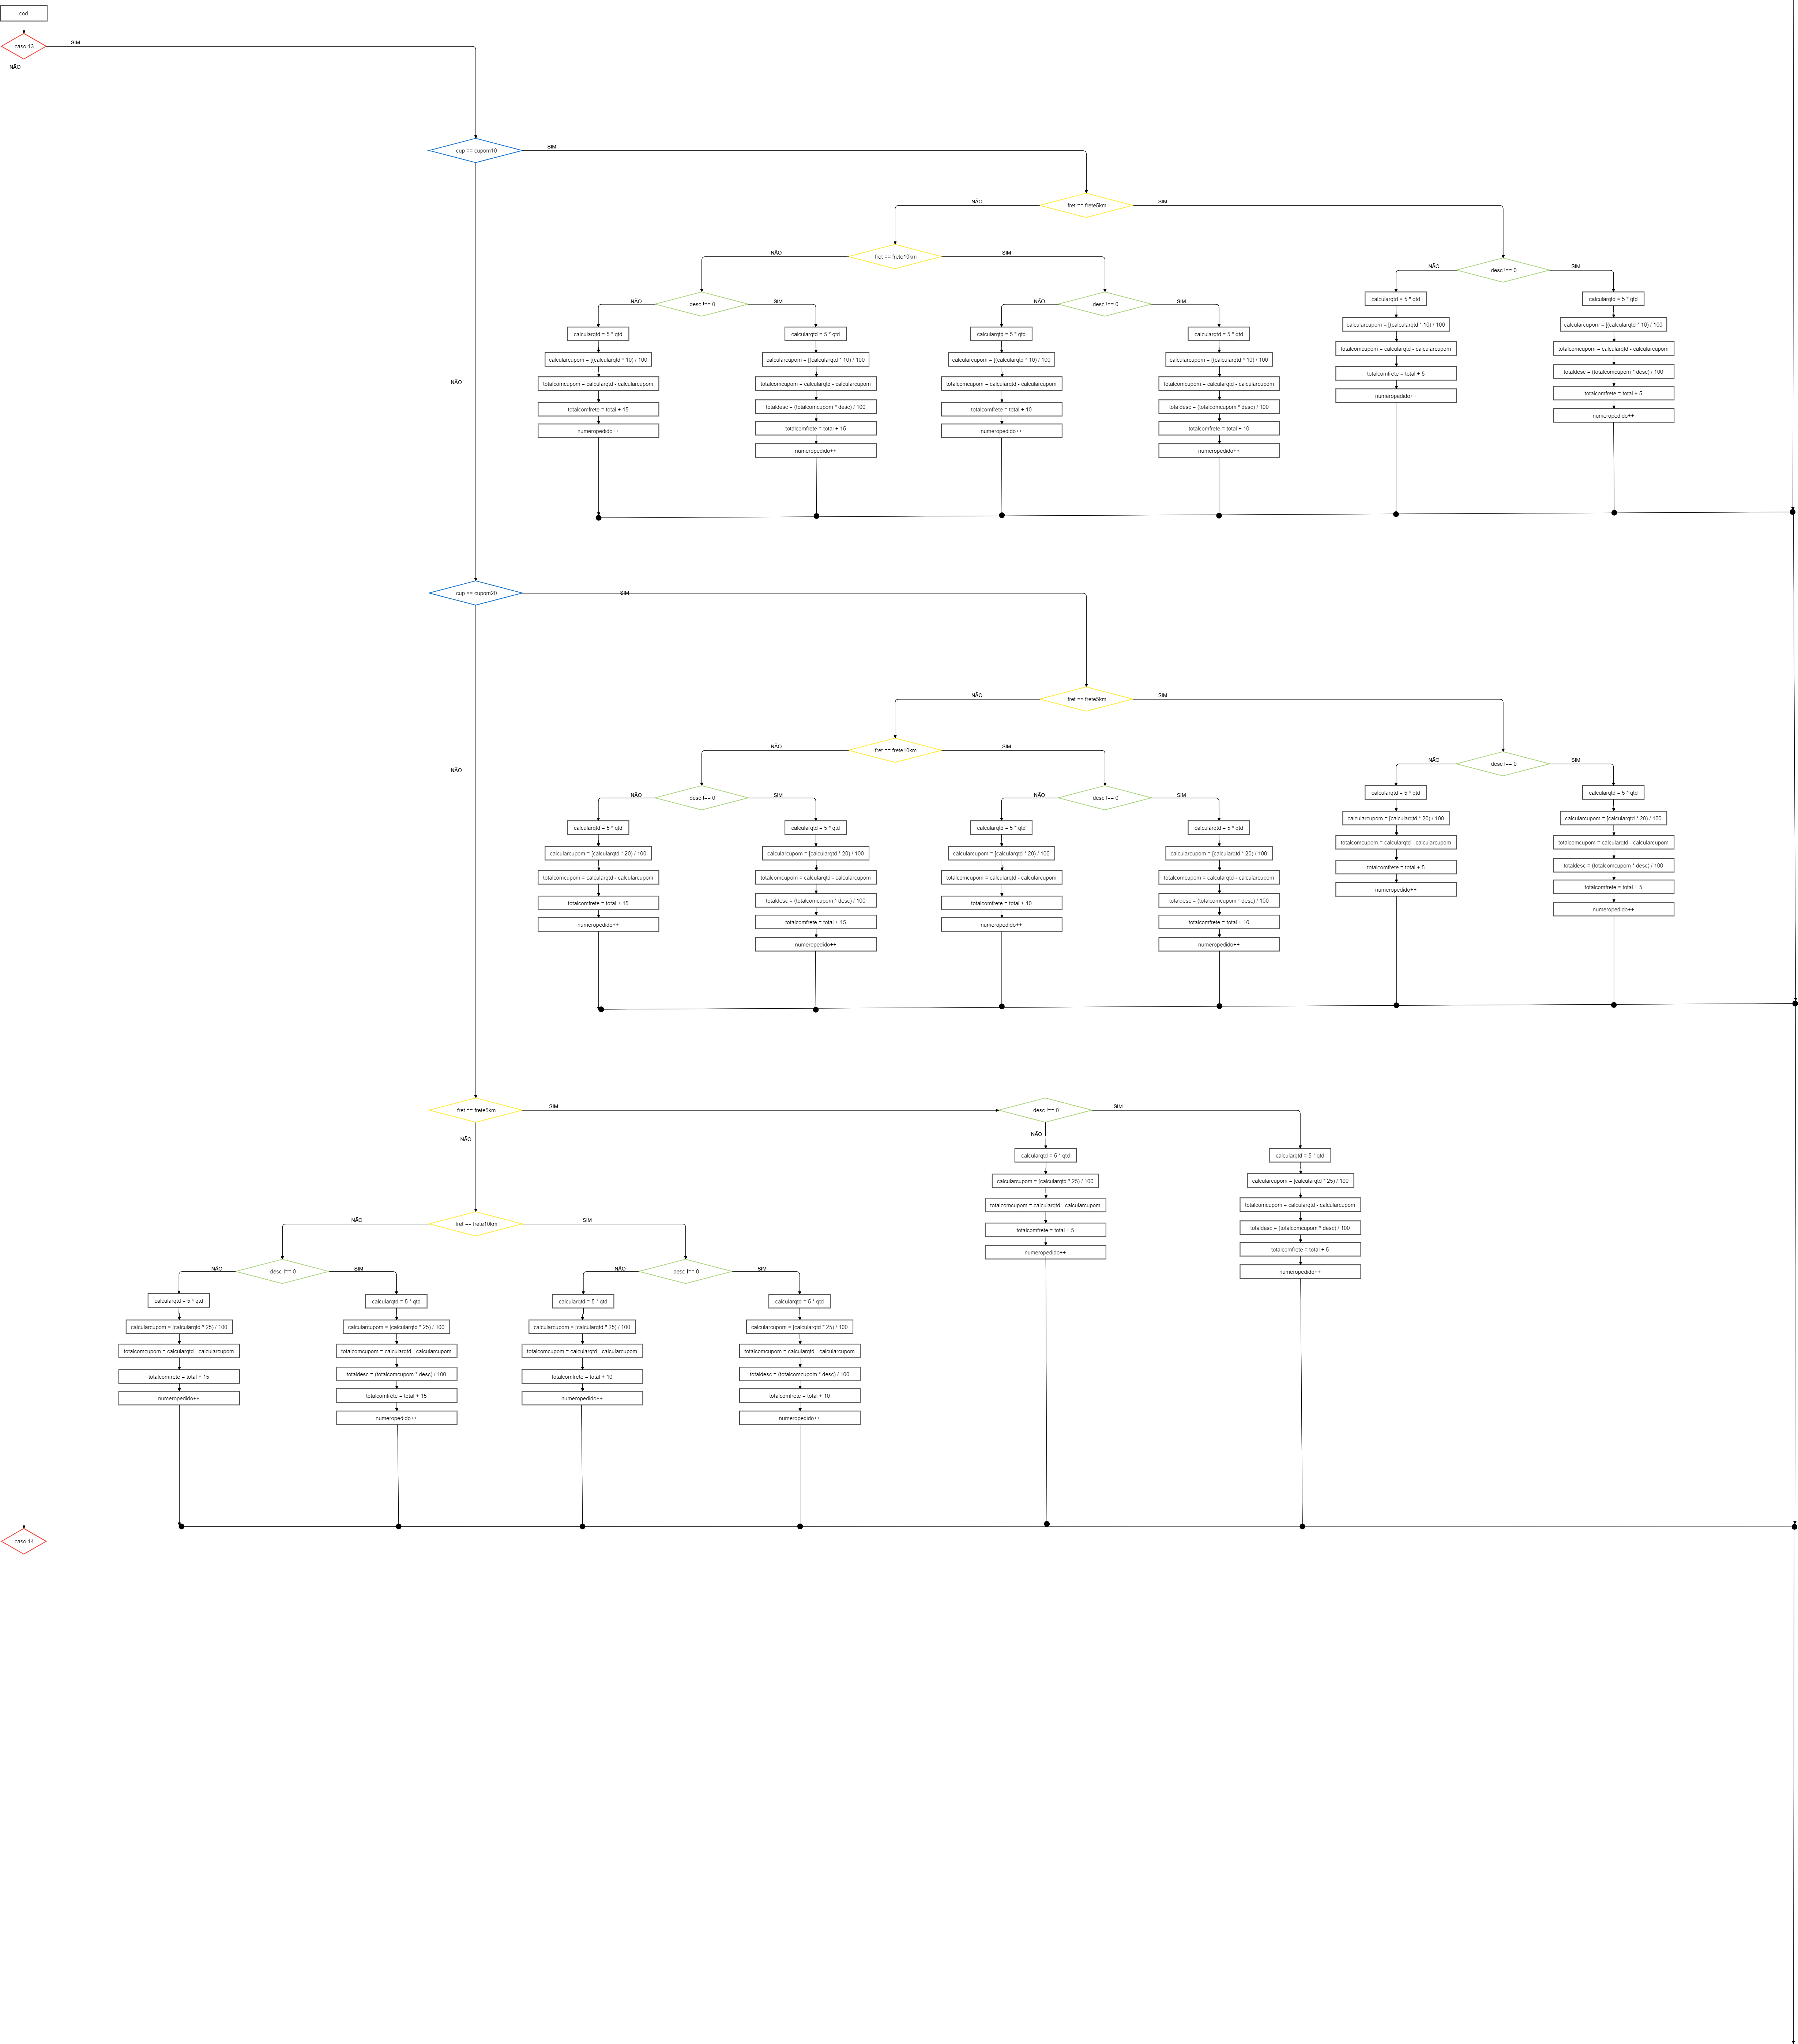 cod
caso 13
SIM
NÃO
cup == cupom10
SIM
NÃO
fret == frete5km
NÃO
SIM
fret == frete10km
NÃO
SIM
desc !== 0
NÃO
SIM
calcularqtd = 5 * qtd
calcularcupom = [(calcularqtd * 10) / 100
totalcomcupom = calcularqtd - calcularcupom
totalcomfrete = total + 15
numeropedido++
calcularqtd = 5 * qtd
calcularcupom = [(calcularqtd * 10) / 100
totalcomcupom = calcularqtd - calcularcupom
totaldesc = (totalcomcupom * desc) / 100
totalcomfrete = total + 15
numeropedido++
desc !== 0
NÃO
SIM
calcularqtd = 5 * qtd
calcularcupom = [(calcularqtd * 10) / 100
totalcomcupom = calcularqtd - calcularcupom
totalcomfrete = total + 10
numeropedido++
calcularqtd = 5 * qtd
calcularcupom = [(calcularqtd * 10) / 100
totalcomcupom = calcularqtd - calcularcupom
totaldesc = (totalcomcupom * desc) / 100
totalcomfrete = total + 10
numeropedido++
desc !== 0
NÃO
SIM
calcularqtd = 5 * qtd
calcularcupom = [(calcularqtd * 10) / 100
totalcomcupom = calcularqtd - calcularcupom
totalcomfrete = total + 5
numeropedido++
calcularqtd = 5 * qtd
calcularcupom = [(calcularqtd * 10) / 100
totalcomcupom = calcularqtd - calcularcupom
totaldesc = (totalcomcupom * desc) / 100
totalcomfrete = total + 5
numeropedido++
cup == cupom20
SIM
NÃO
fret == frete5km
NÃO
SIM
fret == frete10km
NÃO
SIM
desc !== 0
NÃO
SIM
calcularqtd = 5 * qtd
calcularcupom = [calcularqtd * 20) / 100
totalcomcupom = calcularqtd - calcularcupom
totalcomfrete = total + 15
numeropedido++
calcularqtd = 5 * qtd
calcularcupom = [calcularqtd * 20) / 100
totalcomcupom = calcularqtd - calcularcupom
totaldesc = (totalcomcupom * desc) / 100
totalcomfrete = total + 15
numeropedido++
desc !== 0
NÃO
SIM
calcularqtd = 5 * qtd
calcularcupom = [calcularqtd * 20) / 100
totalcomcupom = calcularqtd - calcularcupom
totalcomfrete = total + 10
numeropedido++
calcularqtd = 5 * qtd
calcularcupom = [calcularqtd * 20) / 100
totalcomcupom = calcularqtd - calcularcupom
totaldesc = (totalcomcupom * desc) / 100
totalcomfrete = total + 10
numeropedido++
desc !== 0
NÃO
SIM
calcularqtd = 5 * qtd
calcularcupom = [calcularqtd * 20) / 100
totalcomcupom = calcularqtd - calcularcupom
totalcomfrete = total + 5
numeropedido++
calcularqtd = 5 * qtd
calcularcupom = [calcularqtd * 20) / 100
totalcomcupom = calcularqtd - calcularcupom
totaldesc = (totalcomcupom * desc) / 100
totalcomfrete = total + 5
numeropedido++
fret == frete5km
SIM
NÃO
desc !== 0
SIM
NÃO
calcularqtd = 5 * qtd
calcularcupom = [calcularqtd * 25) / 100
totalcomcupom = calcularqtd - calcularcupom
totalcomfrete = total + 5
numeropedido++
calcularqtd = 5 * qtd
calcularcupom = [calcularqtd * 25) / 100
totalcomcupom = calcularqtd - calcularcupom
totaldesc = (totalcomcupom * desc) / 100
totalcomfrete = total + 5
numeropedido++
fret == frete10km
NÃO
SIM
desc !== 0
NÃO
SIM
calcularqtd = 5 * qtd
calcularcupom = [calcularqtd * 25) / 100
totalcomcupom = calcularqtd - calcularcupom
totalcomfrete = total + 15
numeropedido++
calcularqtd = 5 * qtd
calcularcupom = [calcularqtd * 25) / 100
totalcomcupom = calcularqtd - calcularcupom
totaldesc = (totalcomcupom * desc) / 100
totalcomfrete = total + 15
numeropedido++
desc !== 0
NÃO
SIM
calcularqtd = 5 * qtd
calcularcupom = [calcularqtd * 25) / 100
totalcomcupom = calcularqtd - calcularcupom
totalcomfrete = total + 10
numeropedido++
calcularqtd = 5 * qtd
calcularcupom = [calcularqtd * 25) / 100
totalcomcupom = calcularqtd - calcularcupom
totaldesc = (totalcomcupom * desc) / 100
totalcomfrete = total + 10
numeropedido++
caso 14